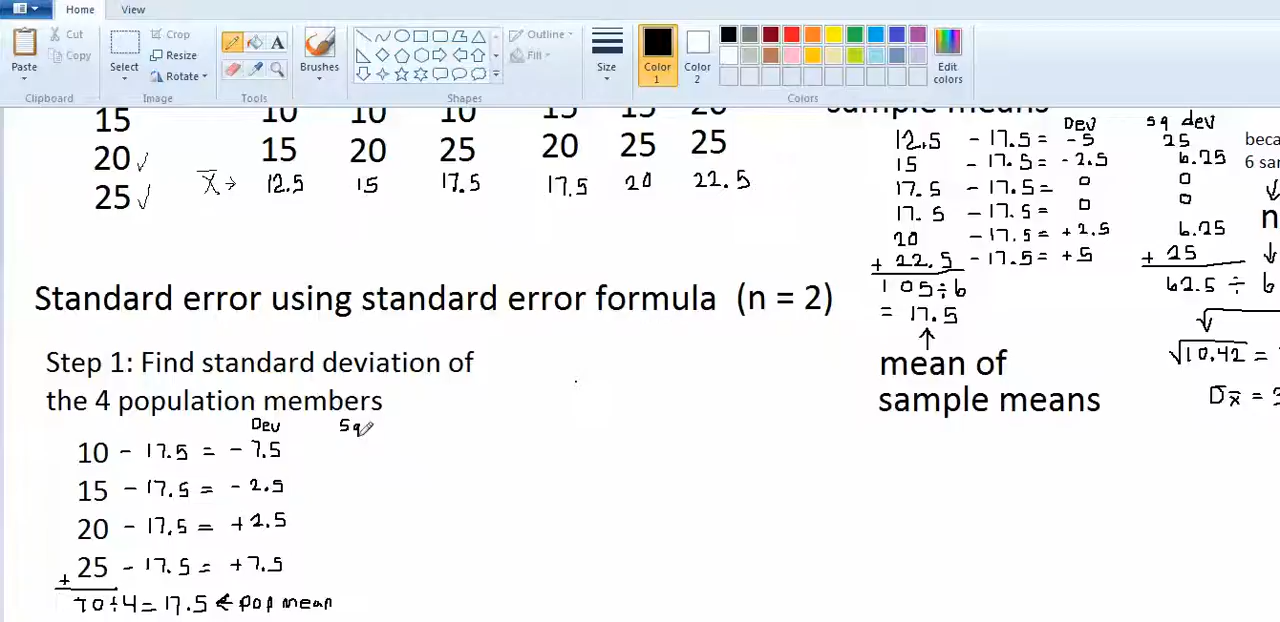 Home View
Cut
Copy
Paste
Clipboard
Select
Crop
Resize
Rotate
Image
A
Tools
Brushes
Outline
Fill
Shapes
Size
Color
1
Color
2
Edit
colors
Colors
15
20 ✓
25 ✓
10 10 10 15 15 20
15 20 25 20 25 25
X̄ → 12.5 15 17.5 17.5 20 22.5
sample means
Dev sq dev
12.5 - 17.5 = -5 25
15 - 17.5 = -2.5 6.25
17.5 - 17.5 = 0 0
17.5 - 17.5 = 0 0
20 - 17.5 = +2.5 6.25
+ 22.5 - 17.5 = +5 + 25
105 ÷ 6 62.5 ÷ 6
= 17.5 √
↑ √10.42 =
mean of
sample means
beca
6 sa
↓
n
↓
Standard error using standard error formula (n = 2)
Step 1: Find standard deviation of
the 4 population members
Dev Sq
10 - 17.5 = - 7.5
15 - 17.5 = - 2.5
20 - 17.5 = + 2.5
+ 25 - 17.5 = + 7.5
70 ÷ 4 = 17.5 ← pop mean